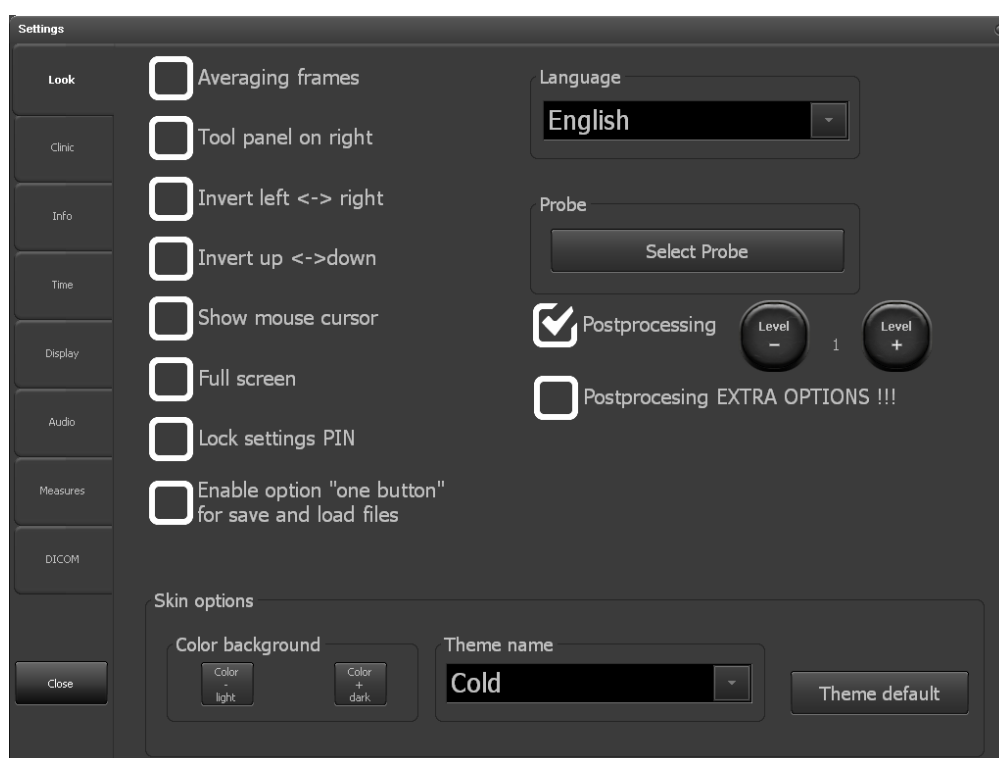 Settings
Look
Clinic
Info
Time
Display
Audio
Measures
DICOM
Close
Averaging frames
Tool panel on right
Invert left <-> right
Invert up <->down
Show mouse cursor
Full screen
Lock settings PIN
Enable option "one button"
for save and load files
Language
English
Probe
Select Probe
Postprocessing
Level
-
1
Level
+
Postprocesing EXTRA OPTIONS !!!
Skin options
Color background
Color
-
light
Color
+
dark
Theme name
Cold
Theme default